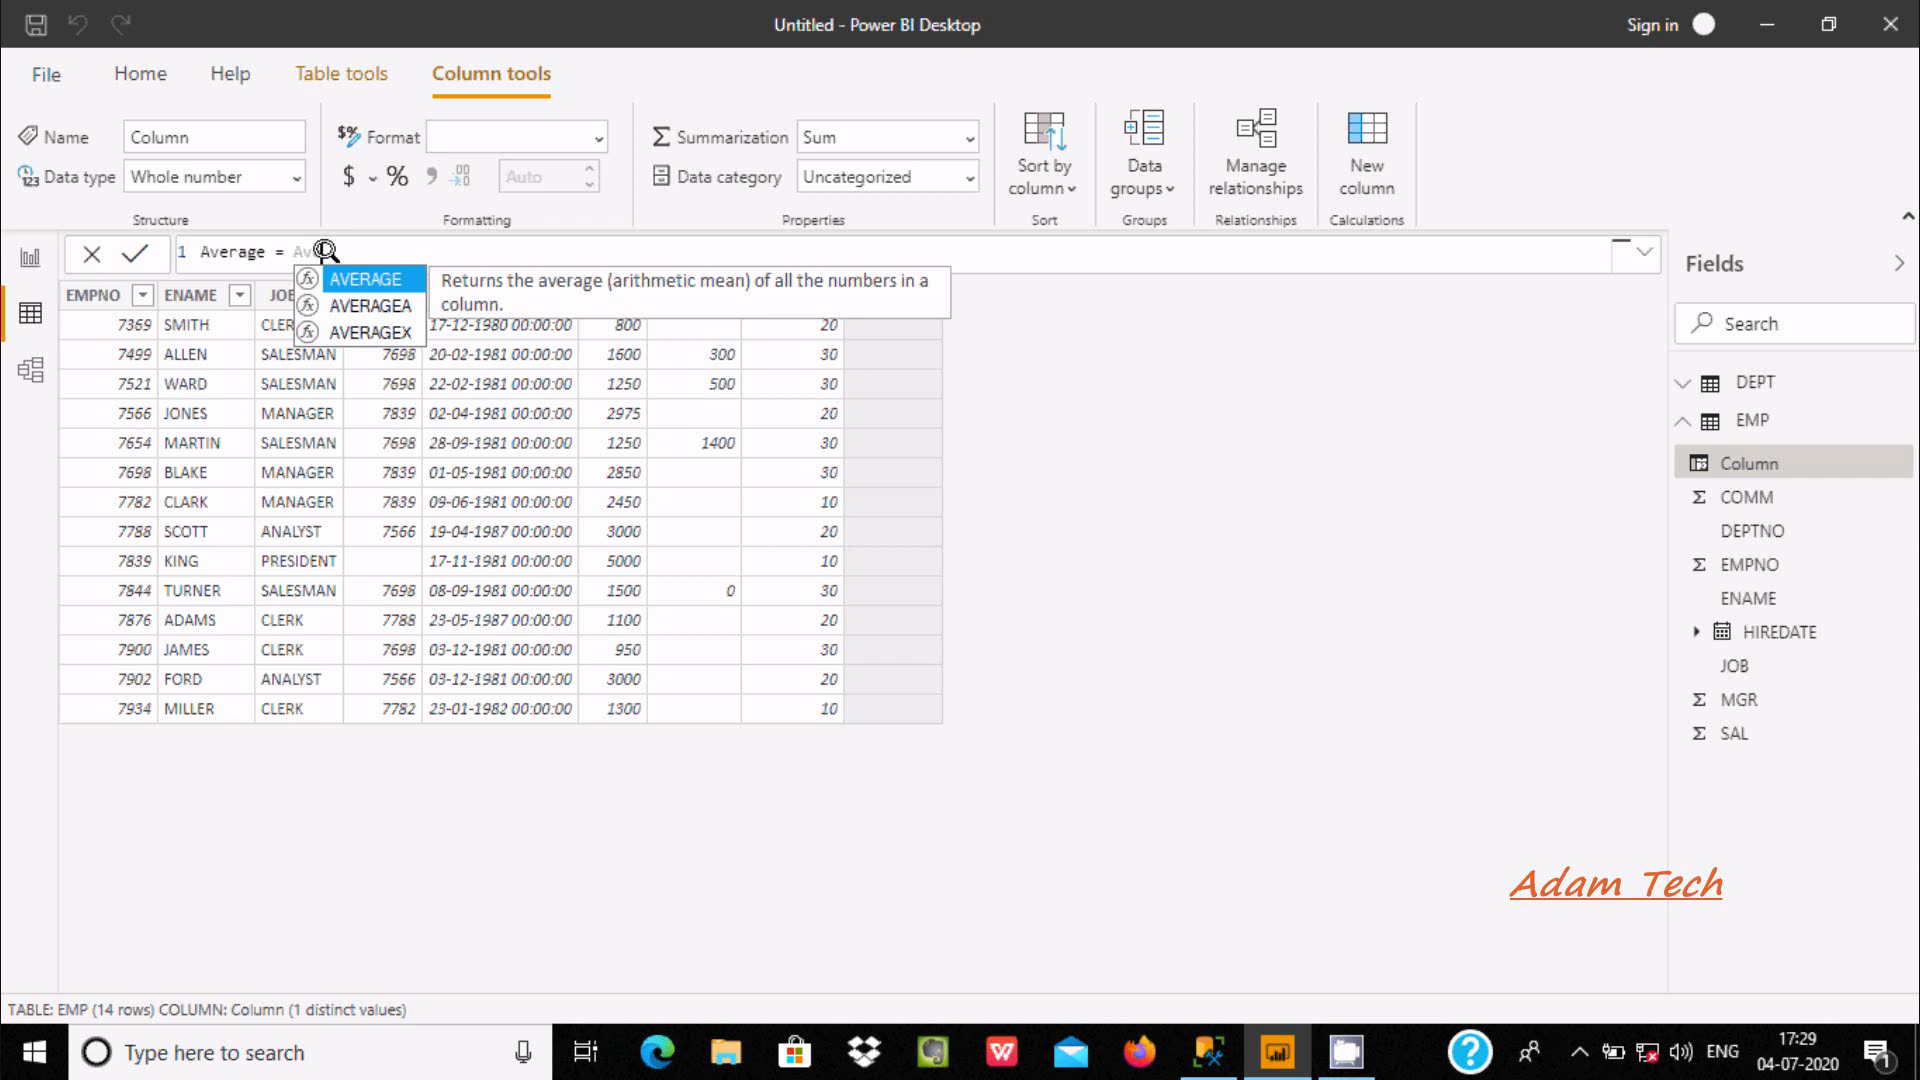 Untitled - Power BI Desktop
Sign in
File Home Help Table tools Column tools
Name Column
Data type Whole number
Structure
Format
$ % Auto
Formatting
Summarization Sum
Data category Uncategorized
Properties
Sort by column
Sort
Data groups
Groups
Manage relationships
Relationships
New column
Calculations
1 Average = Av
AVERAGE
AVERAGEA
AVERAGEX
Returns the average (arithmetic mean) of all the numbers in a
column.
EMPNO ENAME JOB
7369 SMITH CLER 17-12-1980 00:00:00 800 20
7499 ALLEN SALESMAN 7698 20-02-1981 00:00:00 1600 300 30
7521 WARD SALESMAN 7698 22-02-1981 00:00:00 1250 500 30
7566 JONES MANAGER 7839 02-04-1981 00:00:00 2975 20
7654 MARTIN SALESMAN 7698 28-09-1981 00:00:00 1250 1400 30
7698 BLAKE MANAGER 7839 01-05-1981 00:00:00 2850 30
7782 CLARK MANAGER 7839 09-06-1981 00:00:00 2450 10
7788 SCOTT ANALYST 7566 19-04-1987 00:00:00 3000 20
7839 KING PRESIDENT 17-11-1981 00:00:00 5000 10
7844 TURNER SALESMAN 7698 08-09-1981 00:00:00 1500 0 30
7876 ADAMS CLERK 7788 23-05-1987 00:00:00 1100 20
7900 JAMES CLERK 7698 03-12-1981 00:00:00 950 30
7902 FORD ANALYST 7566 03-12-1981 00:00:00 3000 20
7934 MILLER CLERK 7782 23-01-1982 00:00:00 1300 10
Fields
Search
DEPT
EMP
Column
COMM
DEPTNO
EMPNO
ENAME
HIREDATE
JOB
MGR
SAL
Adam Tech
TABLE: EMP (14 rows) COLUMN: Column (1 distinct values)
Type here to search
ENG
17:29
04-07-2020
1